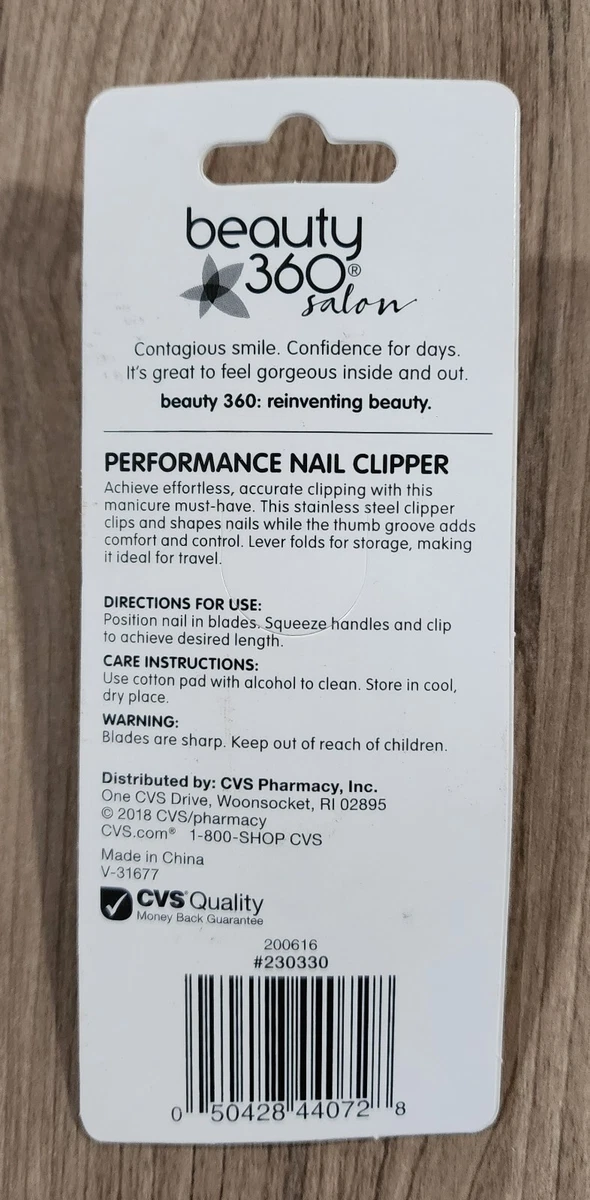 beauty
360®
salon
Contagious smile. Confidence for days.
It's great to feel gorgeous inside and out.
beauty 360: reinventing beauty.
PERFORMANCE NAIL CLIPPER
Achieve effortless, accurate clipping with this
manicure must-have. This stainless steel clipper
clips and shapes nails while the thumb groove adds
comfort and control. Lever folds for storage, making
it ideal for travel.
DIRECTIONS FOR USE:
Position nail in blades. Squeeze handles and clip
to achieve desired length.
CARE INSTRUCTIONS:
Use cotton pad with alcohol to clean. Store in cool,
dry place.
WARNING:
Blades are sharp. Keep out of reach of children.
Distributed by: CVS Pharmacy, Inc.
One CVS Drive, Woonsocket, RI 02895
© 2018 CVS/pharmacy
CVS.com® 1-800-SHOP CVS
Made in China
V-31677
CVS® Quality
Money Back Guarantee
200616
#230330
0 50428 44072 8